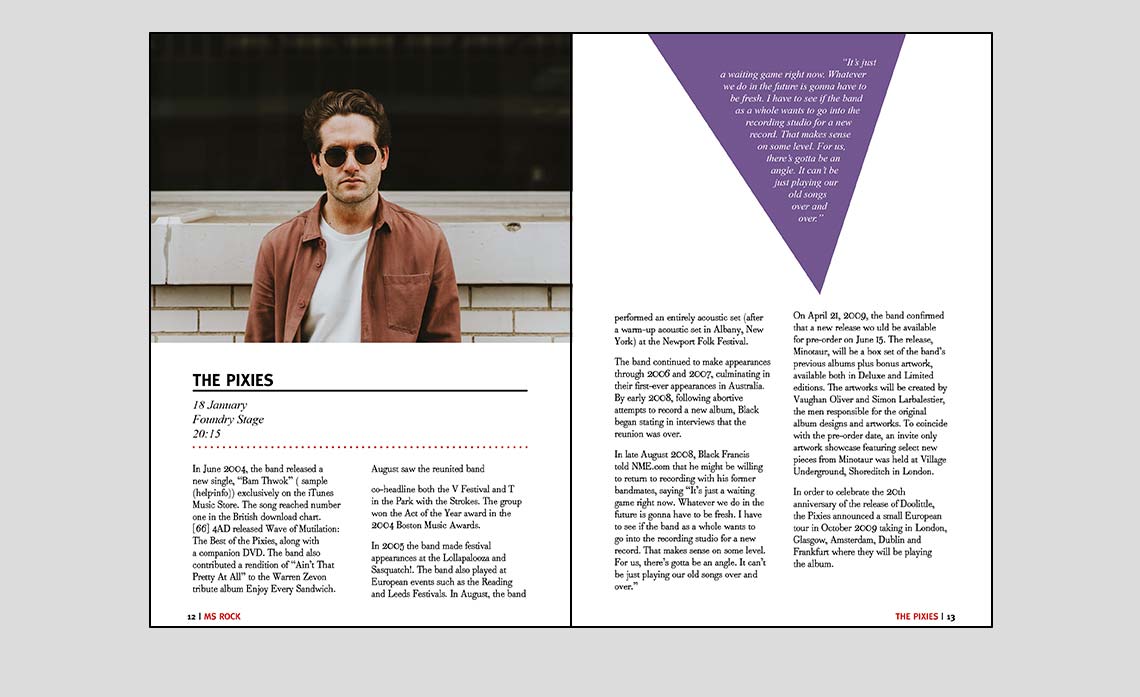 THE PIXIES
18 January
Foundry Stage
20:15
In June 2004, the band released a
new single, “Bam Thwok” ( sample
(helpinfo)) exclusively on the iTunes
Music Store. The song reached number
one in the British download chart.
[66] 4AD released Wave of Mutilation:
The Best of the Pixies, along with
a companion DVD. The band also
contributed a rendition of “Ain't That
Pretty At All” to the Warren Zevon
tribute album Enjoy Every Sandwich.
August saw the reunited band
co-headline both the V Festival and T
in the Park with the Strokes. The group
won the Act of the Year award in the
2004 Boston Music Awards.
In 2005 the band made festival
appearances at the Lollapalooza and
Sasquatch!. The band also played at
European events such as the Reading
and Leeds Festivals. In August, the band
12 | MS ROCK
“It's just
a waiting game right now. Whatever
we do in the future is gonna have to
be fresh. I have to see if the band
as a whole wants to go into the
recording studio for a new
record. That makes sense
on some level. For us,
there's gotta be an
angle. It can't be
just playing our
old songs
over and
over.”
performed an entirely acoustic set (after
a warm-up acoustic set in Albany, New
York) at the Newport Folk Festival.
The band continued to make appearances
through 2006 and 2007, culminating in
their first-ever appearances in Australia.
By early 2008, following abortive
attempts to record a new album, Black
began stating in interviews that the
reunion was over.
In late August 2008, Black Francis
told NME.com that he might be willing
to return to recording with his former
bandmates, saying “It's just a waiting
game right now. Whatever we do in the
future is gonna have to be fresh. I have
to see if the band as a whole wants to
go into the recording studio for a new
record. That makes sense on some level.
For us, there's gotta be an angle. It can't
be just playing our old songs over and
over.”
On April 21, 2009, the band confirmed
that a new release wo uld be available
for pre-order on June 15. The release,
Minotaur, will be a box set of the band's
previous albums plus bonus artwork,
available both in Deluxe and Limited
editions. The artworks will be created by
Vaughan Oliver and Simon Larbalestier,
the men responsible for the original
album designs and artworks. To coincide
with the pre-order date, an invite only
artwork showcase featuring select new
pieces from Minotaur was held at Village
Underground, Shoreditch in London.
In order to celebrate the 20th
anniversary of the release of Doolittle,
the Pixies announced a small European
tour in October 2009 taking in London,
Glasgow, Amsterdam, Dublin and
Frankfurt where they will be playing
the album.
THE PIXIES | 13